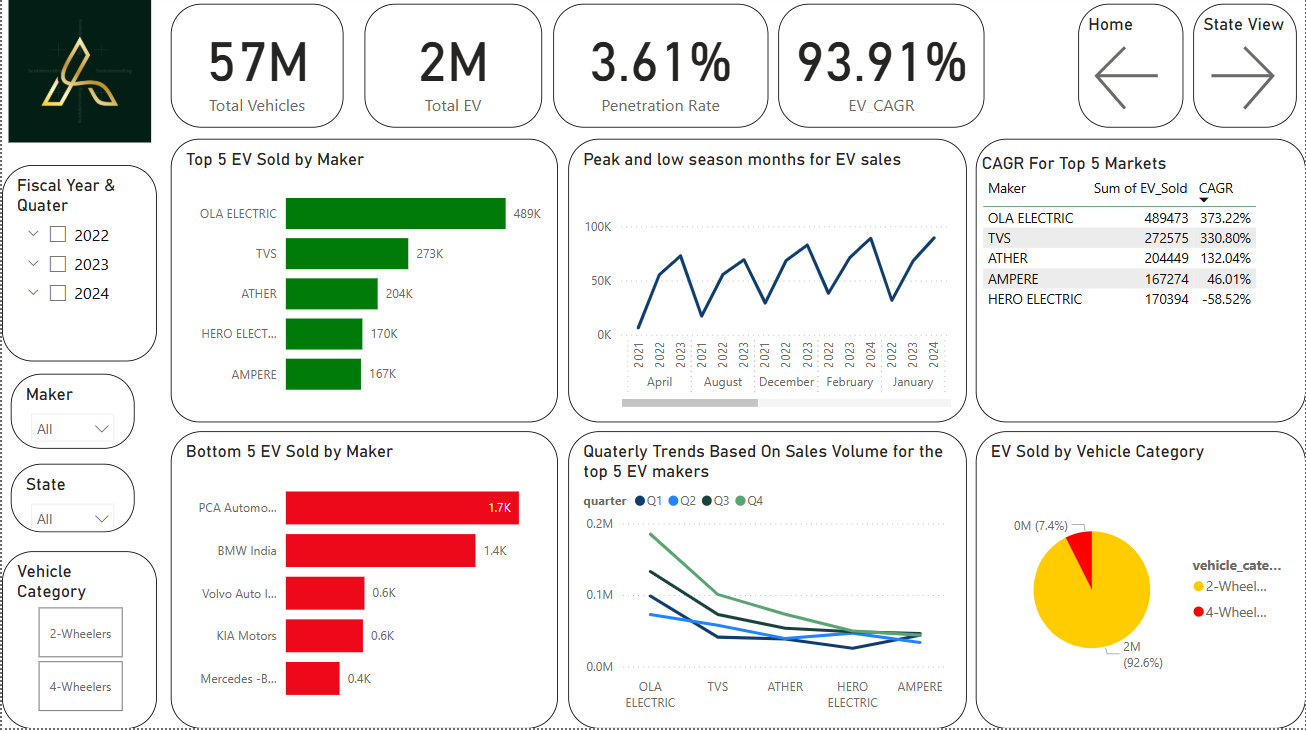 57M
Total Vehicles
2M
Total EV
3.61%
Penetration Rate
93.91%
EV_CAGR
Home
State View
Fiscal Year &
Quater
2022
2023
2024
Maker
All
State
All
Vehicle
Category
2-Wheelers
4-Wheelers
Top 5 EV Sold by Maker
OLA ELECTRIC 489K
TVS 273K
ATHER 204K
HERO ELECT... 170K
AMPERE 167K
Peak and low season months for EV sales
100K
50K
0K
2021 2022 2023 2021 2022 2023 2021 2022 2023 2022 2023 2024 2022 2023 2024
April August December February January
CAGR For Top 5 Markets
Maker Sum of EV_Sold CAGR
OLA ELECTRIC 489473 373.22%
TVS 272575 330.80%
ATHER 204449 132.04%
AMPERE 167274 46.01%
HERO ELECTRIC 170394 -58.52%
Bottom 5 EV Sold by Maker
PCA Automo... 1.7K
BMW India 1.4K
Volvo Auto I... 0.6K
KIA Motors 0.6K
Mercedes -B... 0.4K
Quaterly Trends Based On Sales Volume for the
top 5 EV makers
quarter Q1 Q2 Q3 Q4
0.2M
0.1M
0.0M
OLA
ELECTRIC
TVS
ATHER
HERO
ELECTRIC
AMPERE
EV Sold by Vehicle Category
0M (7.4%)
2M
(92.6%)
vehicle_cate...
2-Wheel...
4-Wheel...